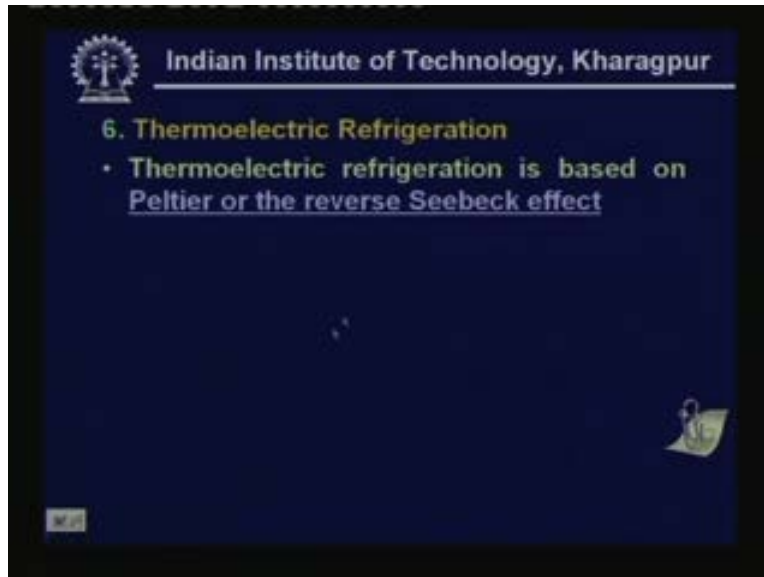 Indian Institute of Technology, Kharagpur
6. Thermoelectric Refrigeration
• Thermoelectric refrigeration is based on
Peltier or the reverse Seebeck effect